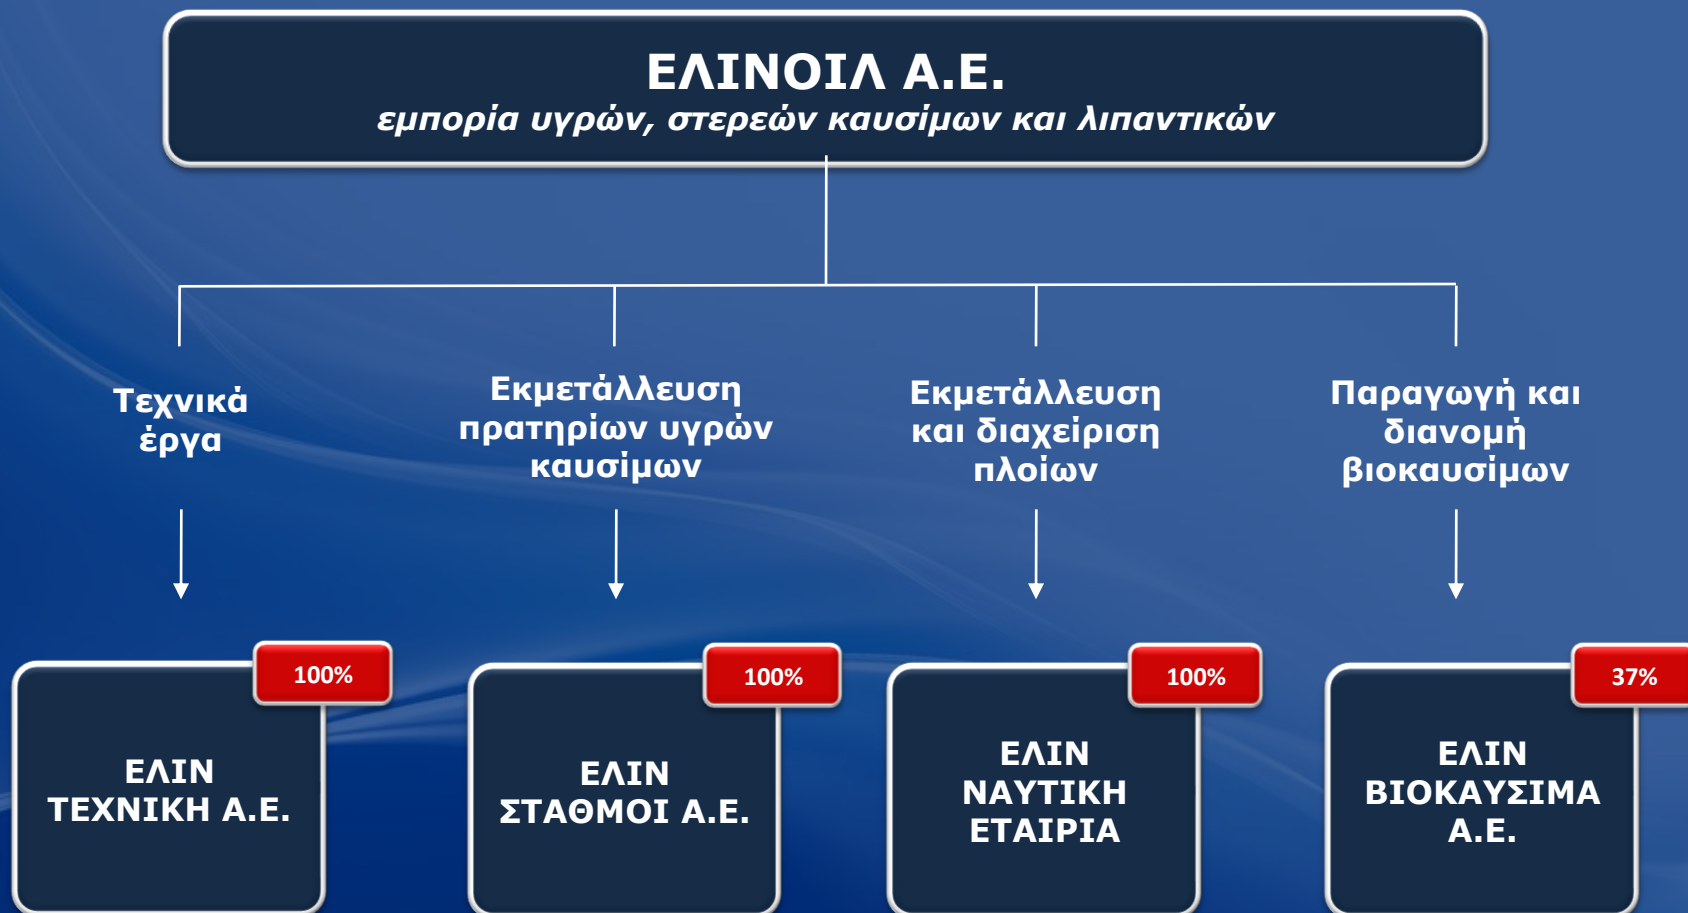 ΕΛΙΝΟΙΛ Α.Ε.
εμπορία υγρών, στερεών καυσίμων και λιπαντικών
Τεχνικά
έργα
Εκμετάλλευση
πρατηρίων υγρών
καυσίμων
Εκμετάλλευση
και διαχείριση
πλοίων
Παραγωγή και
διανομή
βιοκαυσίμων
100%
ΕΛΙΝ
ΤΕΧΝΙΚΗ Α.Ε.
100%
ΕΛΙΝ
ΣΤΑΘΜΟΙ Α.Ε.
100%
ΕΛΙΝ
ΝΑΥΤΙΚΗ
ΕΤΑΙΡΙΑ
37%
ΕΛΙΝ
ΒΙΟΚΑΥΣΙΜΑ
Α.Ε.